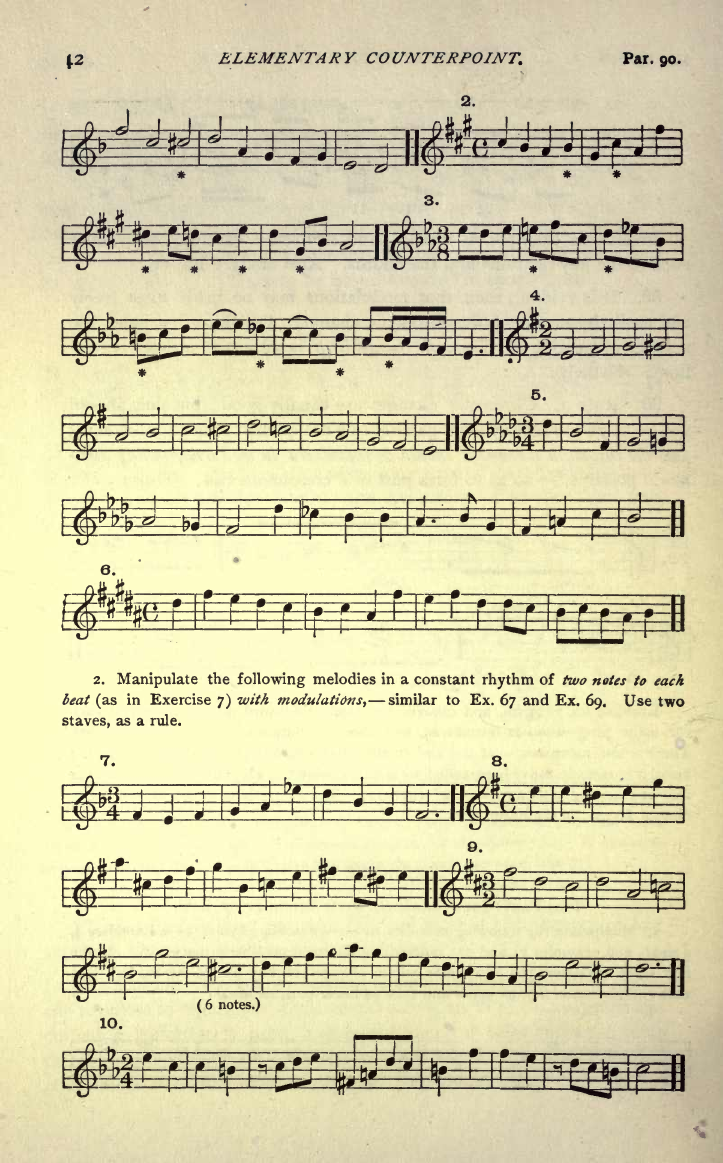 42 ELEMENTARY COUNTERPOINT. Par. 90.
2.
*
* *
3.
* * * *
* *
4.
* * * *
5.
6.
2. Manipulate the following melodies in a constant rhythm of two notes to each
beat (as in Exercise 7) with modulations,—similar to Ex. 67 and Ex. 69. Use two
staves, as a rule.
7. 8.
9.
(6 notes.)
10.